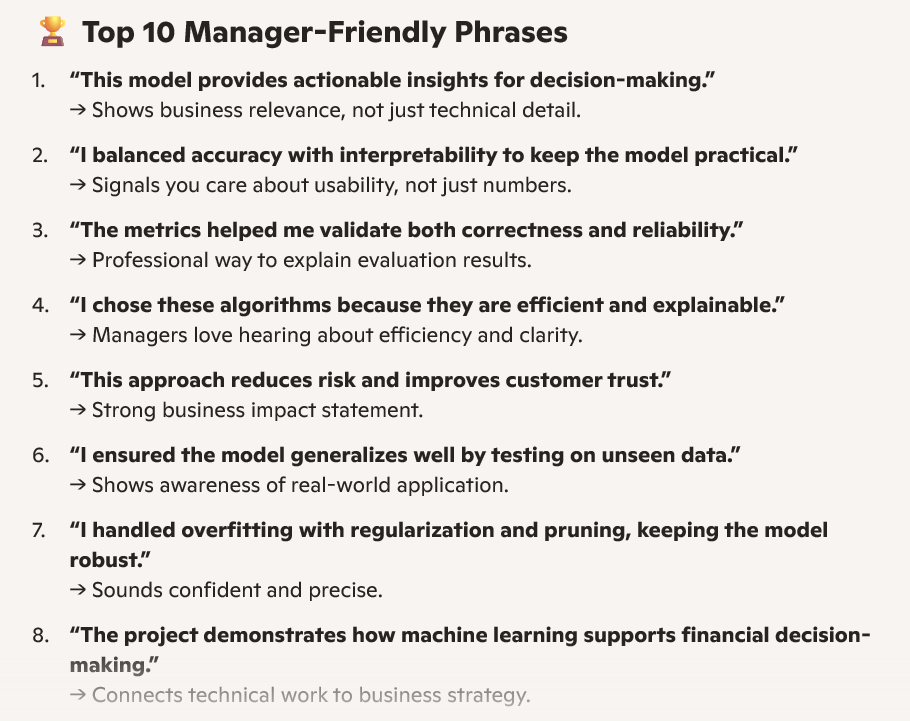 🏆 Top 10 Manager-Friendly Phrases
1. “This model provides actionable insights for decision-making.”
→ Shows business relevance, not just technical detail.
2. “I balanced accuracy with interpretability to keep the model practical.”
→ Signals you care about usability, not just numbers.
3. “The metrics helped me validate both correctness and reliability.”
→ Professional way to explain evaluation results.
4. “I chose these algorithms because they are efficient and explainable.”
→ Managers love hearing about efficiency and clarity.
5. “This approach reduces risk and improves customer trust.”
→ Strong business impact statement.
6. “I ensured the model generalizes well by testing on unseen data.”
→ Shows awareness of real-world application.
7. “I handled overfitting with regularization and pruning, keeping the model
robust.”
→ Sounds confident and precise.
8. “The project demonstrates how machine learning supports financial decision-
making.”
→ Connects technical work to business strategy.